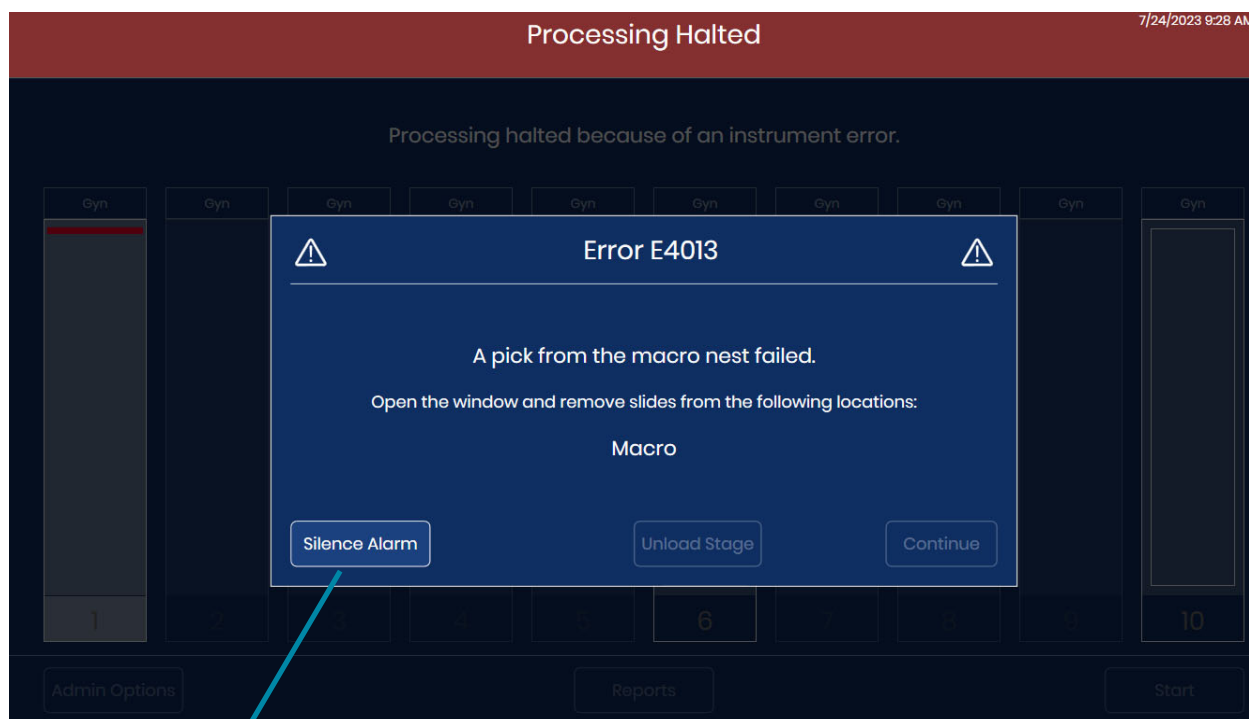 Processing Halted
7/24/2023 9:28 AM
Processing halted because of an instrument error.
Gyn Gyn Gyn Gyn Gyn Gyn Gyn Gyn Gyn Gyn
Error E4013
A pick from the macro nest failed.
Open the window and remove slides from the following locations:
Macro
Silence Alarm Unload Stage Continue
1 2 3 4 5 6 7 8 9 10
Admin Options Reports Start